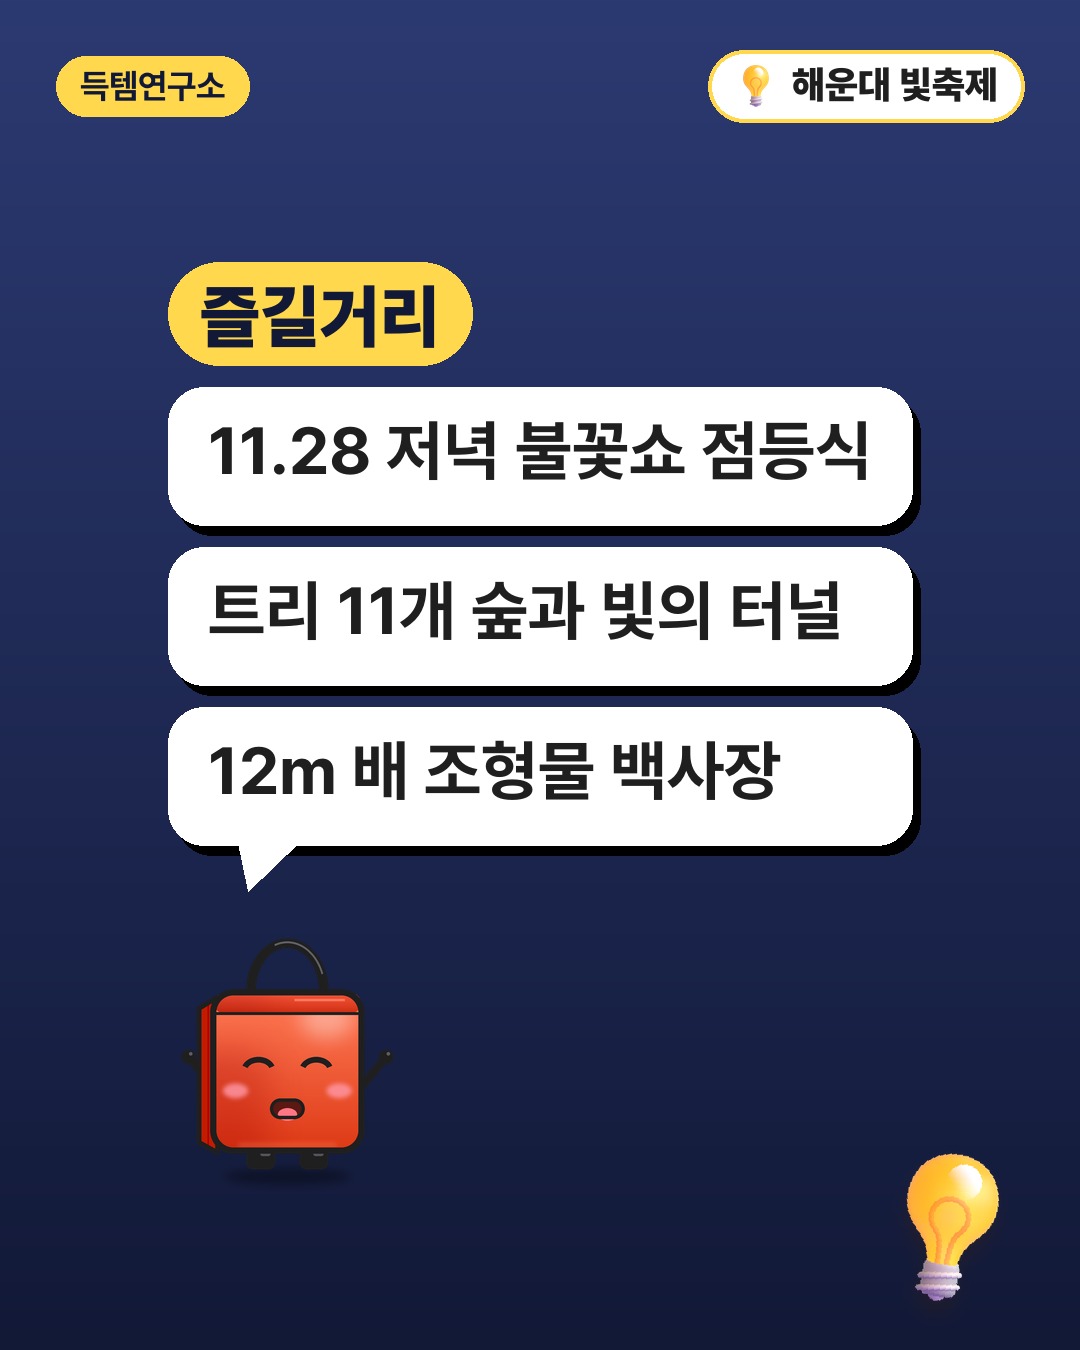 득템연구소
해운대 빛축제
즐길거리
11.28 저녁 불꽃쇼 점등식
트리 11개 숲과 빛의 터널
12m 배 조형물 백사장